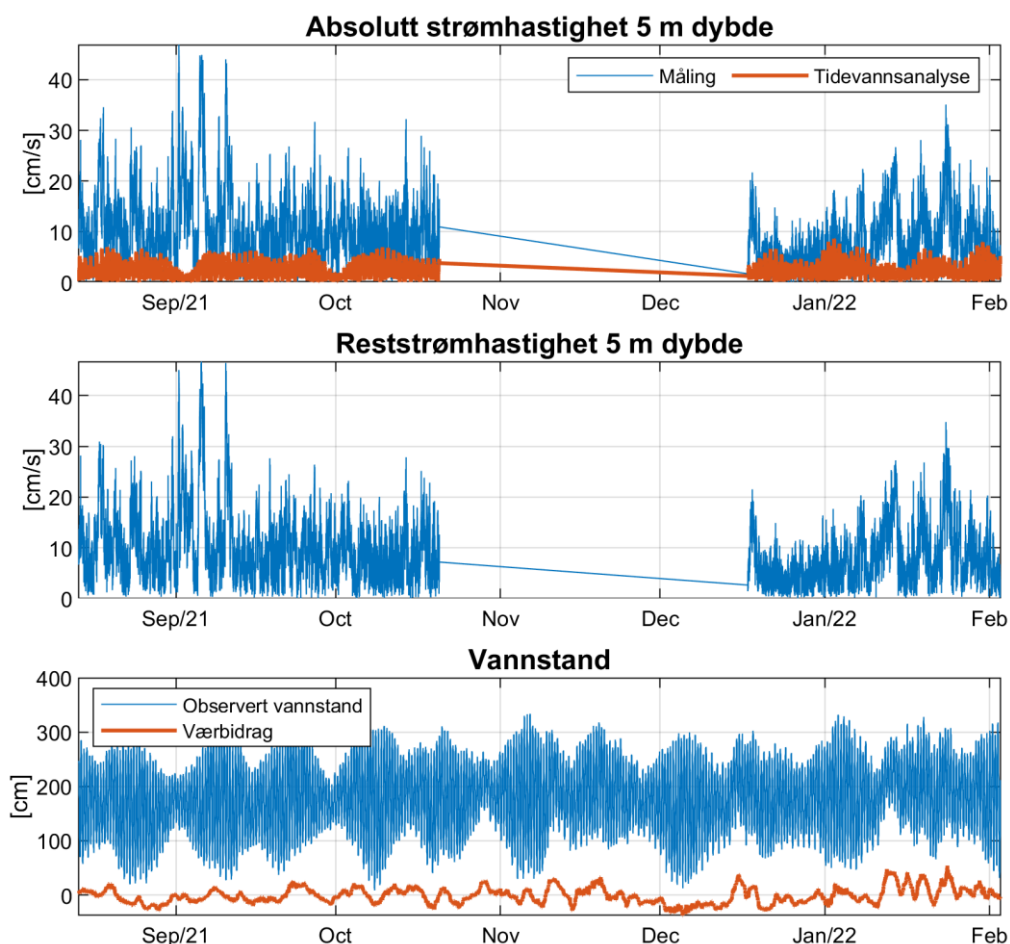 Absolutt strømhastighet 5 m dybde
Måling Tidevannsanalyse
[cm/s]
40
30
20
10
0
Sep/21 Oct Nov Dec Jan/22 Feb
Reststrømhastighet 5 m dybde
[cm/s]
40
30
20
10
0
Sep/21 Oct Nov Dec Jan/22 Feb
Vannstand
Observert vannstand
Værbidrag
[cm]
400
300
200
100
0
Sep/21 Oct Nov Dec Jan/22 Feb